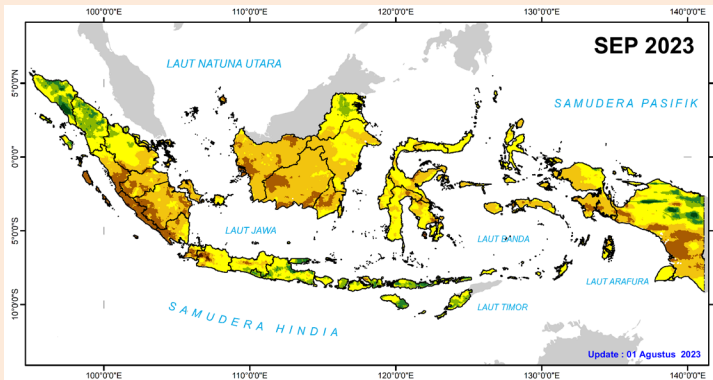 100°0'0"E 110°0'0"E 120°0'0"E 130°0'0"E 140°0'0"E
SEP 2023
LAUT NATUNA UTARA
5°0'0"N
SAMUDERA PASIFIK
0°0'0"
LAUT JAWA
LAUT BANDA
5°0'0"S
LAUT ARAFURA
10°0'0"S
SAMUDERA HINDIA
LAUT TIMOR
Update : 01 Agustus 2023
100°0'0"E 110°0'0"E 120°0'0"E 130°0'0"E 140°0'0"E